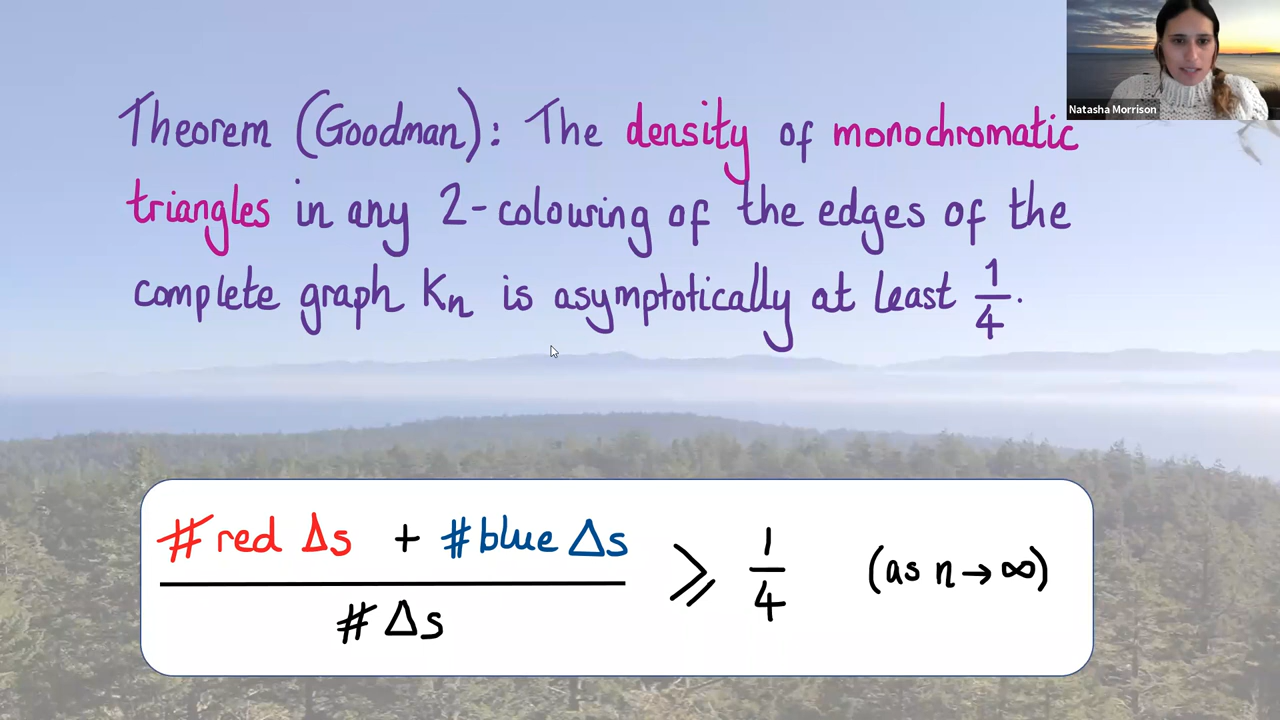 Natasha Morrison
Theorem (Goodman): The density of monochromatic
triangles in any 2-colouring of the edges of the
complete graph Kn is asymptotically at least 1/4.
#red Δs + #blue Δs / #Δs ⩾ 1/4 (as n → ∞)